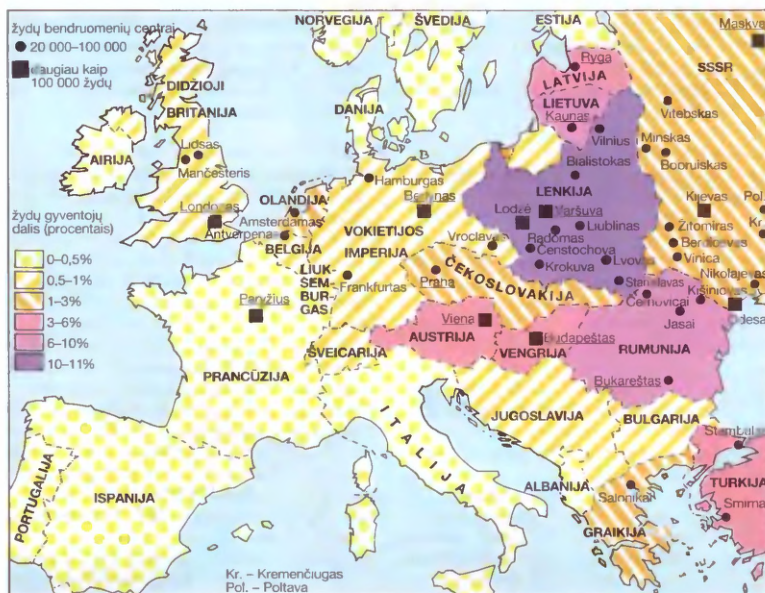 žydų bendruomenių centrai
20 000–100 000
daugiau kaip
100 000 žydų
žydų gyventojų
dalis (procentais)
0–0,5%
0,5–1%
1–3%
3–6%
6–10%
10–11%
NORVEGIJA
ŠVEDIJA
ESTIJA
Maskva
SSSR
Ryga
LATVIJA
LIETUVA
Kaunas
Vilnius
Vitebskas
Minskas
Booruiskas
DIDŽIOJI
BRITANIJA
Lidsas
Mančesteris
AIRIJA
Londonas
DANIJA
Hamburgas
OLANDIJA
Amsterdamas
Antverpenas
BELGIJA
LIUK-
SEM-
BUR-
GAS
Berlynas
VOKIETIJOS
IMPERIJA
Frankfurtas
Vroclavas
Bialistokas
LENKIJA
Lodzė
Varšuva
Liublinas
Radomas
Čenstochova
Krokuva
Lvovas
Stanislavas
Kijevas
Pol.
Kr.
Žitomiras
Berdičevas
Vinica
Nikolajevas
Kišiniovas
Odesa
Černovicai
Jasai
Praha
ČEKOSLOVAKIJA
Paryžius
PRANCŪZIJA
ŠVEICARIJA
Viena
AUSTRIJA
Budapeštas
VENGRIJA
RUMUNIJA
Bukareštas
JUGOSLAVIJA
BULGARIJA
Stambulas
TURKIJA
Smirna
ITALIJA
ALBANIJA
Salonikai
GRAIKIJA
PORTUGALIJA
ISPANIJA
Kr. – Kremenčiugas
Pol. – Poltava